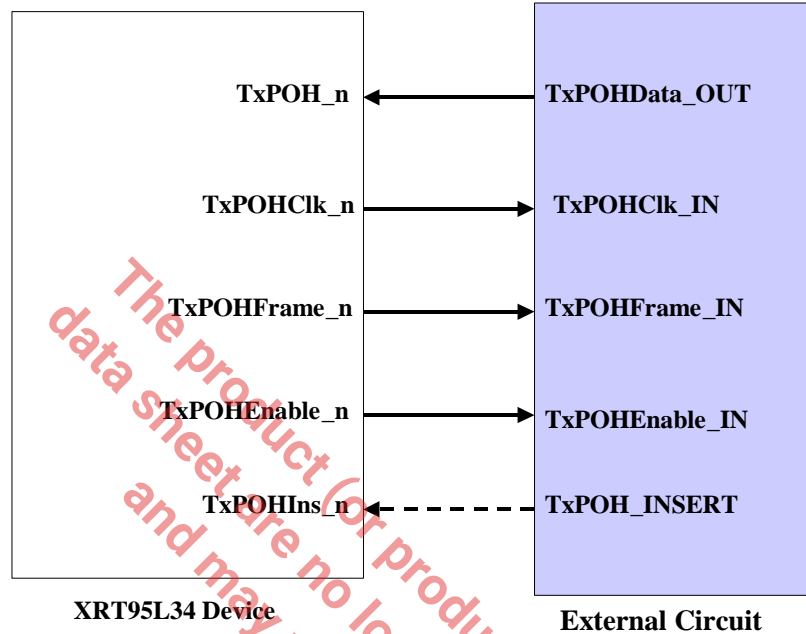 TxPOH_n
TxPOHData_OUT
TxPOHClk_n
TxPOHClk_IN
TxPOHFrame_n
TxPOHFrame_IN
TxPOHEnable_n
TxPOHEnable_IN
TxPOHIns_n
TxPOH_INSERT
XRT95L34 Device
External Circuit
The product (or produ
data sheet are no lo
and may